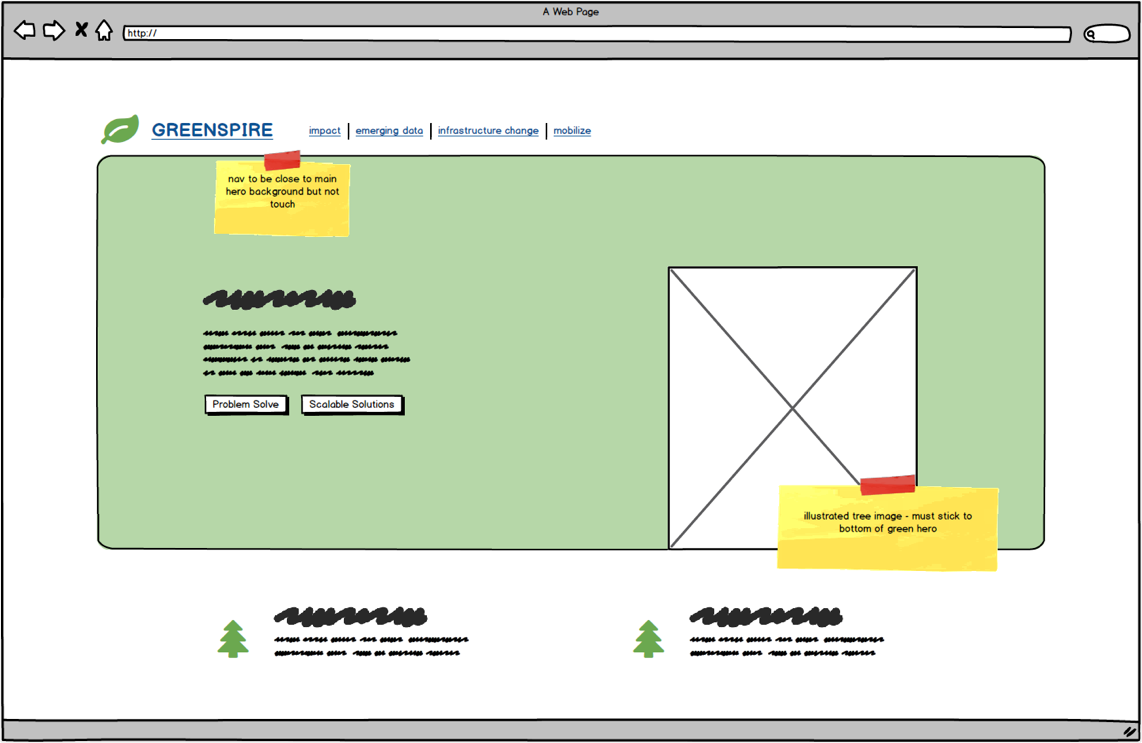 A Web Page
http://
GREENSPIRE
impact
emerging data
infrastructure change
mobilize
nav to be close to main
hero background but not
touch
Problem Solve
Scalable Solutions
illustrated tree image - must stick to
bottom of green hero